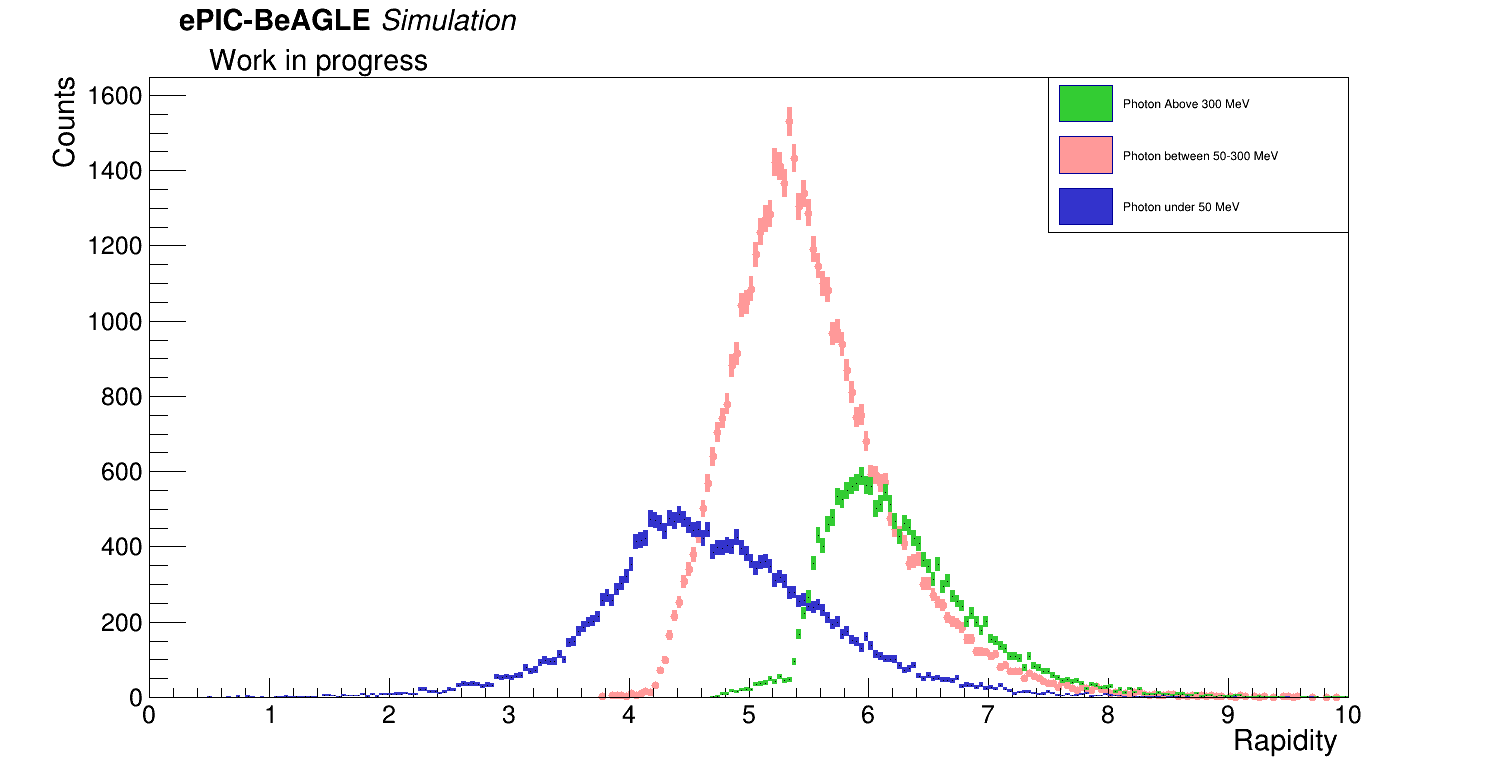 ePIC-BeAGLE Simulation
Work in progress
Counts
1600
1400
1200
1000
800
600
400
200
0
Photon Above 300 MeV
Photon between 50-300 MeV
Photon under 50 MeV
0 1 2 3 4 5 6 7 8 9 10
Rapidity